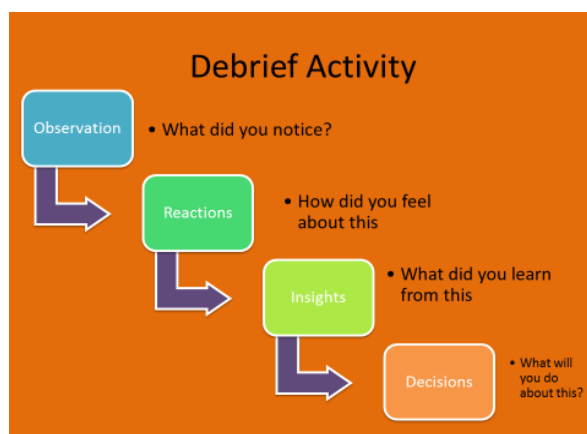 Debrief Activity
Observation
• What did you notice?
Reactions
• How did you feel
about this
Insights
• What did you learn
from this
Decisions
• What will
you do
about this?